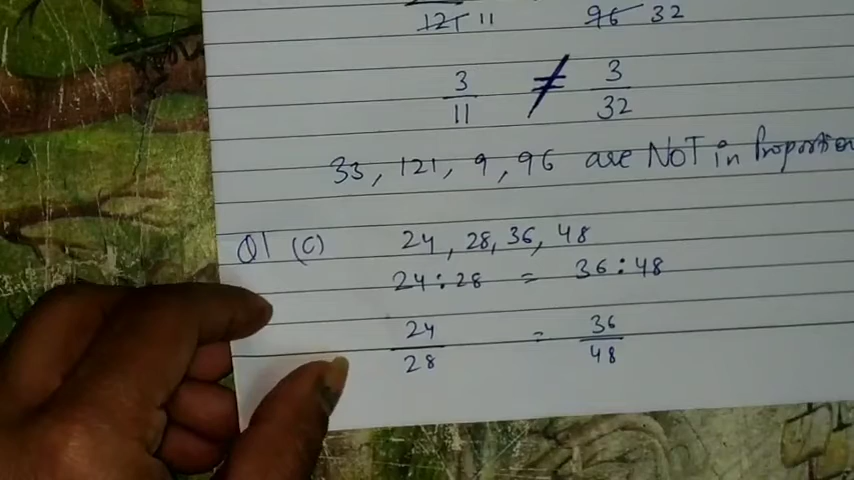 121 11 96 32
3/11 ≠ 3/32
33, 121, 9, 96 are NOT in Proportion
Q1 (c) 24, 28, 36, 48
24 : 28 = 36 : 48
24/28 = 36/48